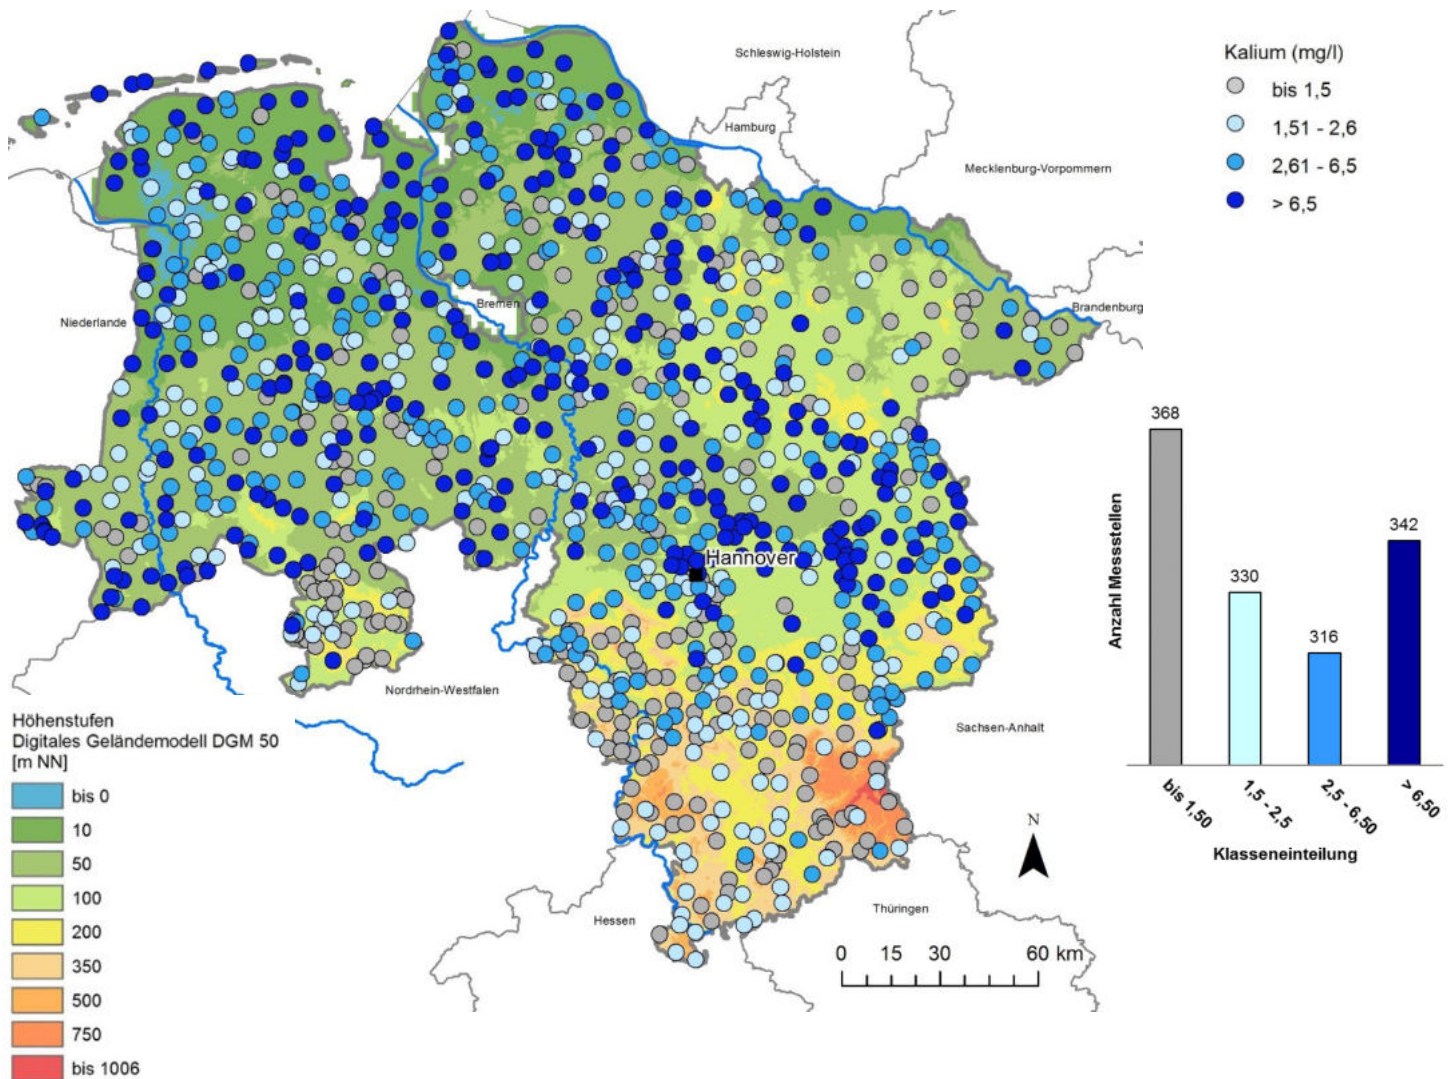 Schleswig-Holstein
Hamburg
Mecklenburg-Vorpommern
Bremen
Niederlande
Brandenburg
Hannover
Nordrhein-Westfalen
Sachsen-Anhalt
Hessen
Thüringen
N
0 15 30 60 km
Kalium (mg/l)
bis 1,5
1,51 - 2,6
2,61 - 6,5
> 6,5
Höhenstufen
Digitales Geländemodell DGM 50
[m NN]
bis 0
10
50
100
200
350
500
750
bis 1006
Anzahl Messstellen
368
330
316
342
bis 1,50
1,5 - 2,5
2,5 - 6,50
> 6,50
Klasseneinteilung